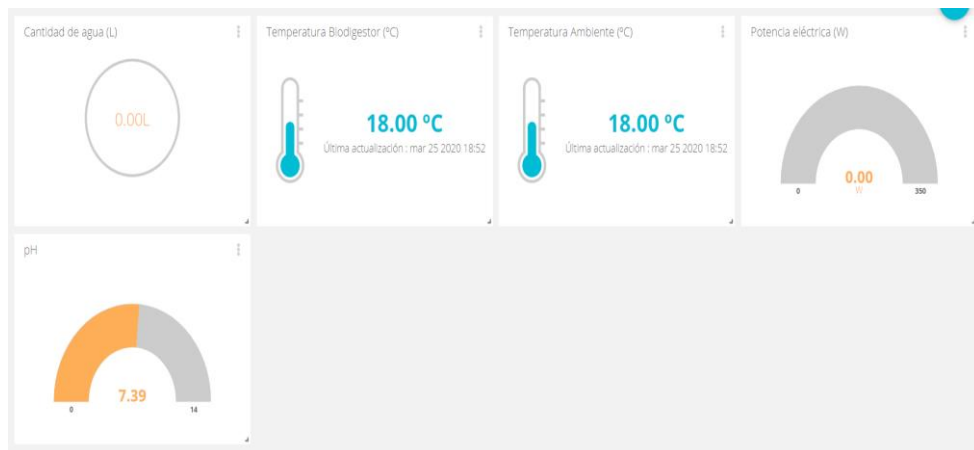 Cantidad de agua (L)
0.00L
Temperatura Biodigestor (ºC)
18.00 ºC
Última actualización : mar 25 2020 18:52
Temperatura Ambiente (ºC)
18.00 ºC
Última actualización : mar 25 2020 18:52
Potencia eléctrica (W)
0.00
W
0
350
pH
7.39
0
14